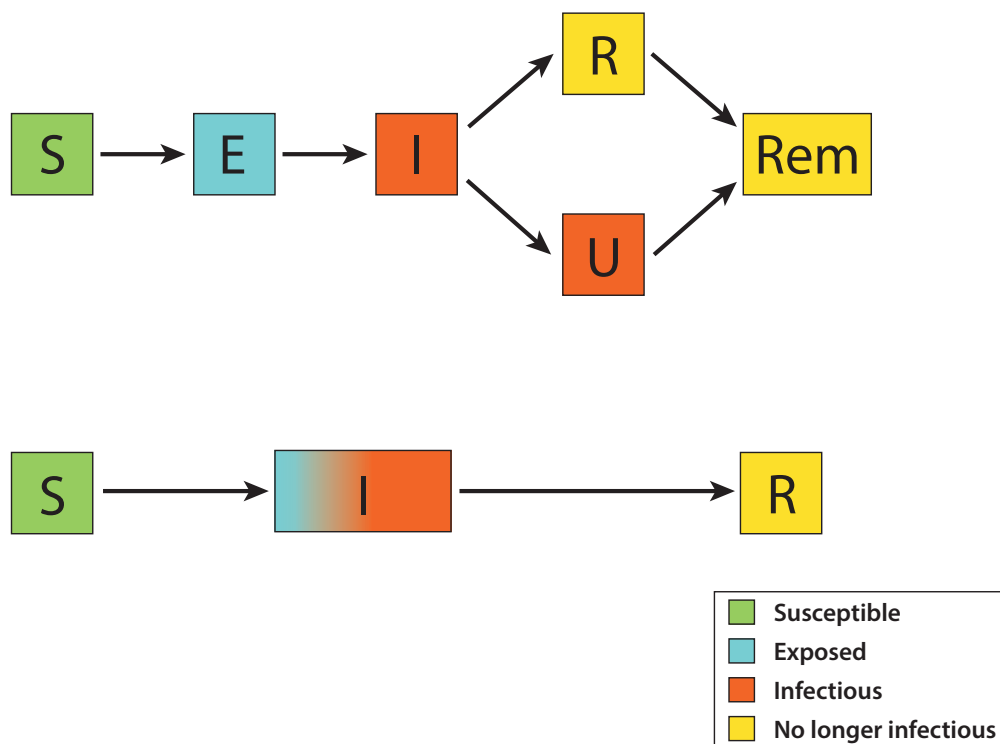 R
S
E
I
Rem
U
S
I
R
Susceptible
Exposed
Infectious
No longer infectious